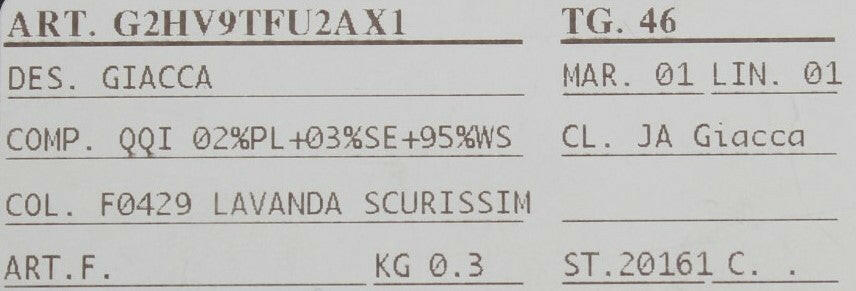 ART. G2HV9TFU2AX1 TG. 46
DES. GIACCA MAR. 01 LIN. 01
COMP. QQI 02%PL+03%SE+95%WS CL. JA Giacca
COL. F0429 LAVANDA SCURISSIM
ART.F. KG 0.3 ST.20161 C. .